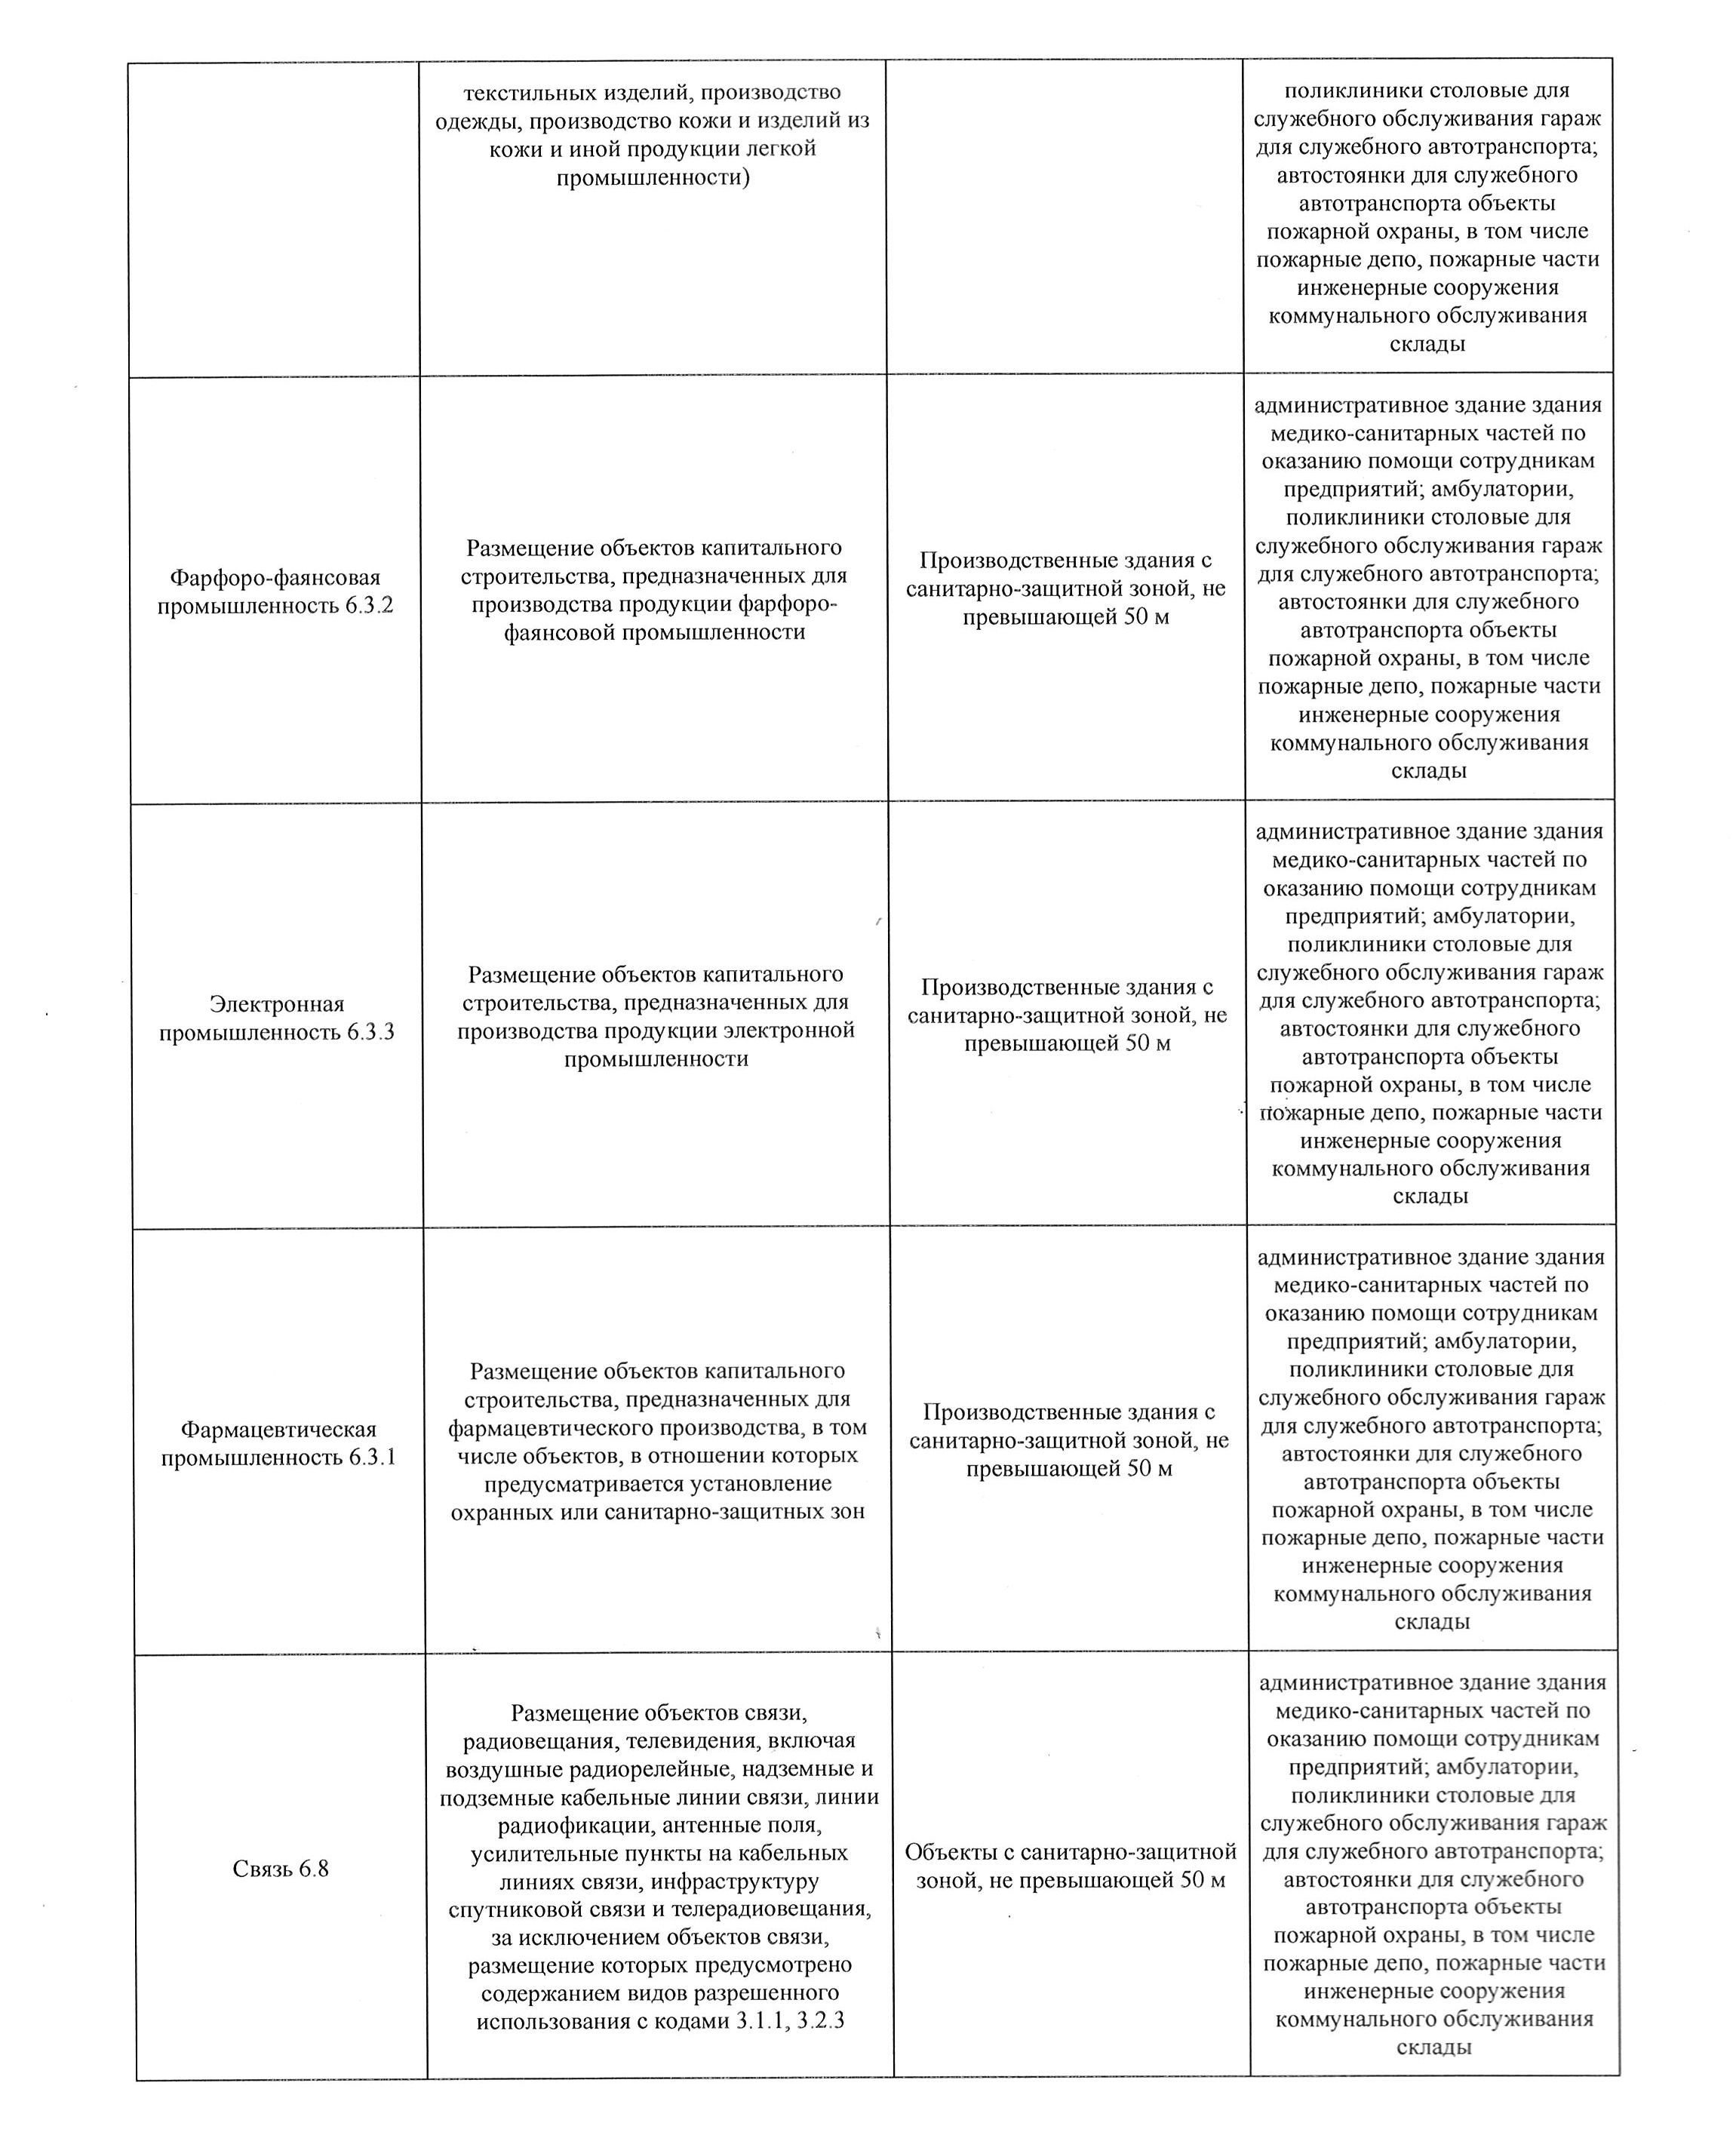 текстильных изделий, производство
одежды, производство кожи и изделий из
кожи и иной продукции легкой
промышленности)
поликлиники столовые для
служебного обслуживания гараж
для служебного автотранспорта;
автостоянки для служебного
автотранспорта объекты
пожарной охраны, в том числе
пожарные депо, пожарные части
инженерные сооружения
коммунального обслуживания
склады
Фарфоро-фаянсовая
промышленность 6.3.2
Размещение объектов капитального
строительства, предназначенных для
производства продукции фарфоро-
фаянсовой промышленности
Производственные здания с
санитарно-защитной зоной, не
превышающей 50 м
административное здание здания
медико-санитарных частей по
оказанию помощи сотрудникам
предприятий; амбулатории,
поликлиники столовые для
служебного обслуживания гараж
для служебного автотранспорта;
автостоянки для служебного
автотранспорта объекты
пожарной охраны, в том числе
пожарные депо, пожарные части
инженерные сооружения
коммунального обслуживания
склады
Электронная
промышленность 6.3.3
Размещение объектов капитального
строительства, предназначенных для
производства продукции электронной
промышленности
Производственные здания с
санитарно-защитной зоной, не
превышающей 50 м
административное здание здания
медико-санитарных частей по
оказанию помощи сотрудникам
предприятий; амбулатории,
поликлиники столовые для
служебного обслуживания гараж
для служебного автотранспорта;
автостоянки для служебного
автотранспорта объекты
пожарной охраны, в том числе
пожарные депо, пожарные части
инженерные сооружения
коммунального обслуживания
склады
Фармацевтическая
промышленность 6.3.1
Размещение объектов капитального
строительства, предназначенных для
фармацевтического производства, в том
числе объектов, в отношении которых
предусматривается установление
охранных или санитарно-защитных зон
Производственные здания с
санитарно-защитной зоной, не
превышающей 50 м
административное здание здания
медико-санитарных частей по
оказанию помощи сотрудникам
предприятий; амбулатории,
поликлиники столовые для
служебного обслуживания гараж
для служебного автотранспорта;
автостоянки для служебного
автотранспорта объекты
пожарной охраны, в том числе
пожарные депо, пожарные части
инженерные сооружения
коммунального обслуживания
склады
Связь 6.8
Размещение объектов связи,
радиовещания, телевидения, включая
воздушные радиорелейные, надземные и
подземные кабельные линии связи, линии
радиофикации, антенные поля,
усилительные пункты на кабельных
линиях связи, инфраструктуру
спутниковой связи и телерадиовещания,
за исключением объектов связи,
размещение которых предусмотрено
содержанием видов разрешенного
использования с кодами 3.1.1, 3.2.3
Объекты с санитарно-защитной
зоной, не превышающей 50 м
административное здание здания
медико-санитарных частей по
оказанию помощи сотрудникам
предприятий; амбулатории,
поликлиники столовые для
служебного обслуживания гараж
для служебного автотранспорта;
автостоянки для служебного
автотранспорта объекты
пожарной охраны, в том числе
пожарные депо, пожарные части
инженерные сооружения
коммунального обслуживания
склады